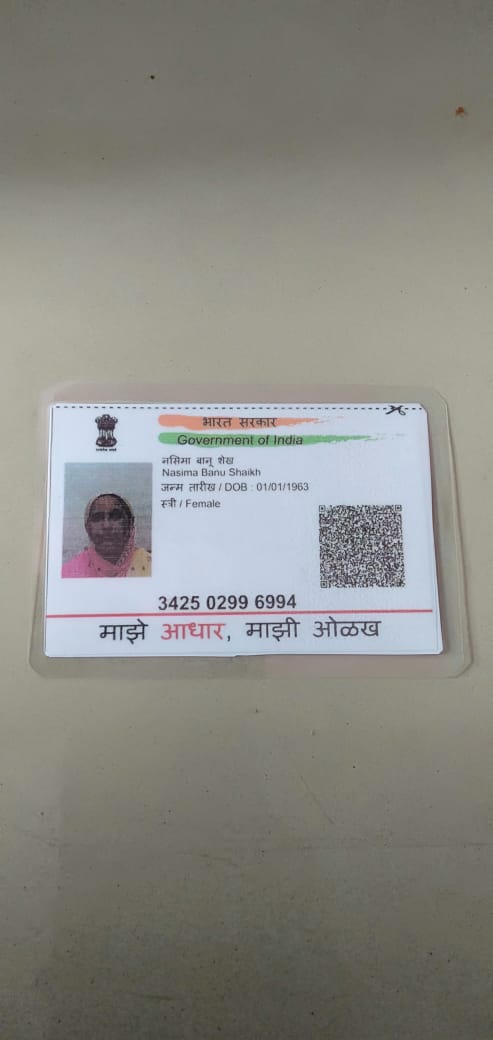 भारत सरकार
Government of India
नसिमा बानू शेख
Nasima Banu Shaikh
जन्म तारीख / DOB : 01/01/1963
स्त्री / Female
3425 0299 6994
माझे आधार, माझी ओळख